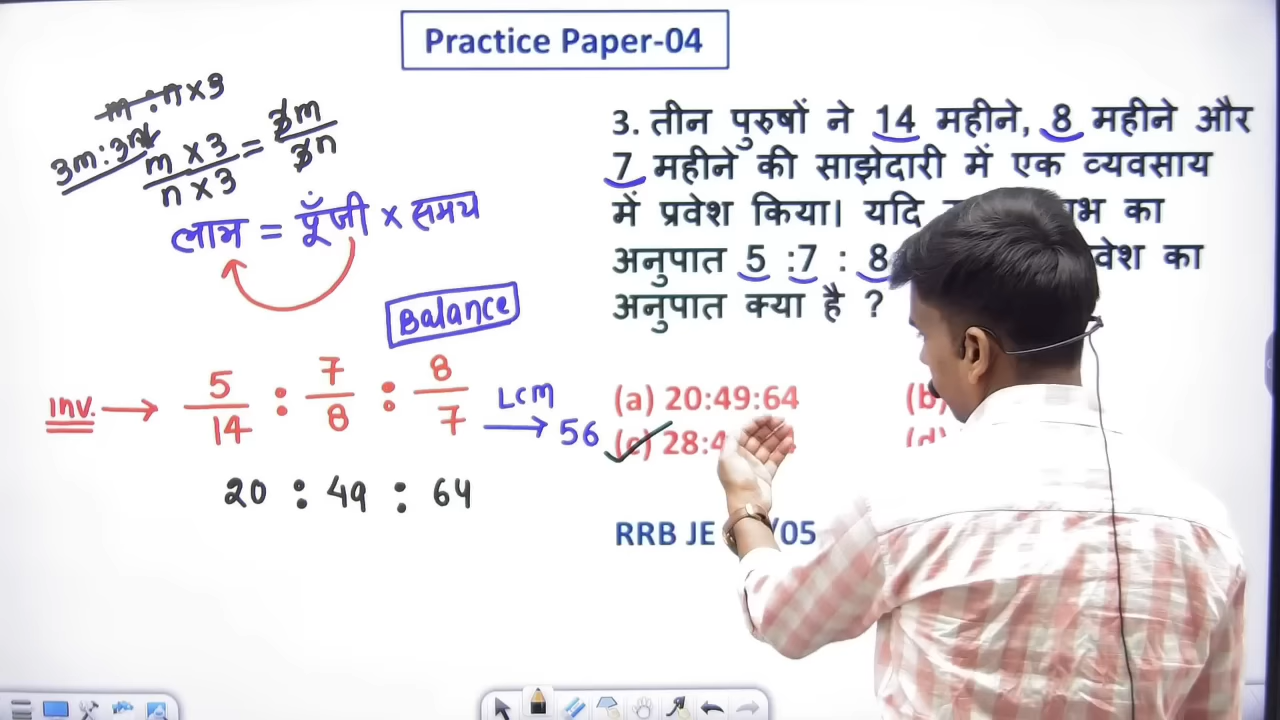 Practice Paper-04
m : n x 3
3m : 3n
m x 3 / n x 3 = 3m / 3n
लाभ = पूँजी x समय
Balance
Inv. → 5/14 : 7/8 : 8/7 LCM → 56
20 : 49 : 64
3. तीन पुरुषों ने 14 महीने, 8 महीने और
7 महीने की साझेदारी में एक व्यवसाय
में प्रवेश किया। यदि का
अनुपात 5 :7 : 8 का
अनुपात क्या है ?
(a) 20:49:64
(c) 28:4
RRB JE /05